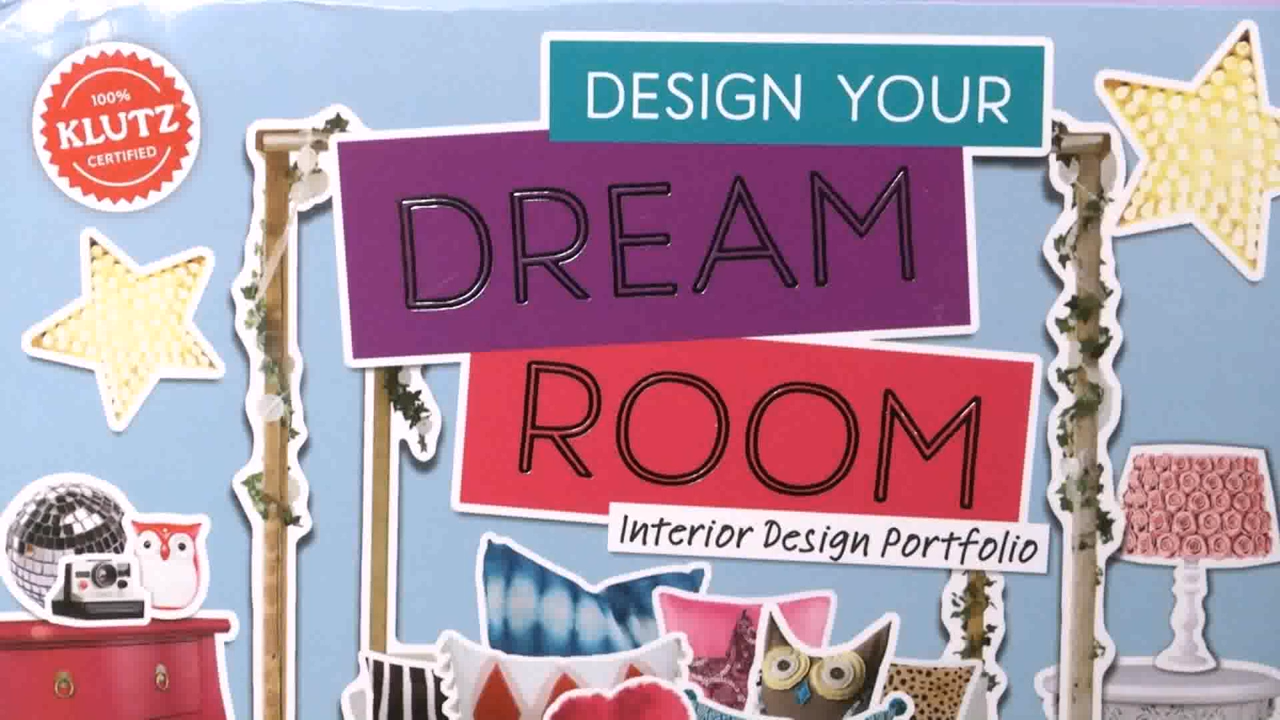 100%
KLUTZ
CERTIFIED
DESIGN YOUR
DREAM
ROOM
Interior Design Portfolio